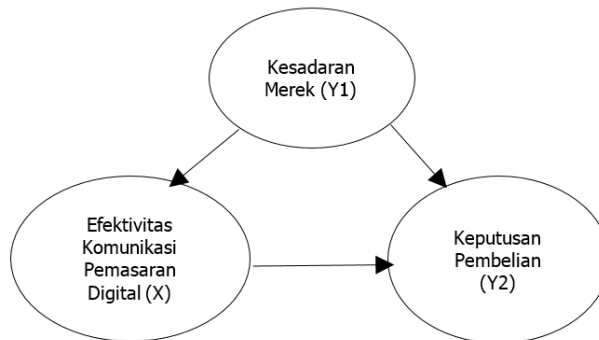 Kesadaran
Merek (Y1)
Efektivitas
Komunikasi
Pemasaran
Digital (X)
Keputusan
Pembelian
(Y2)